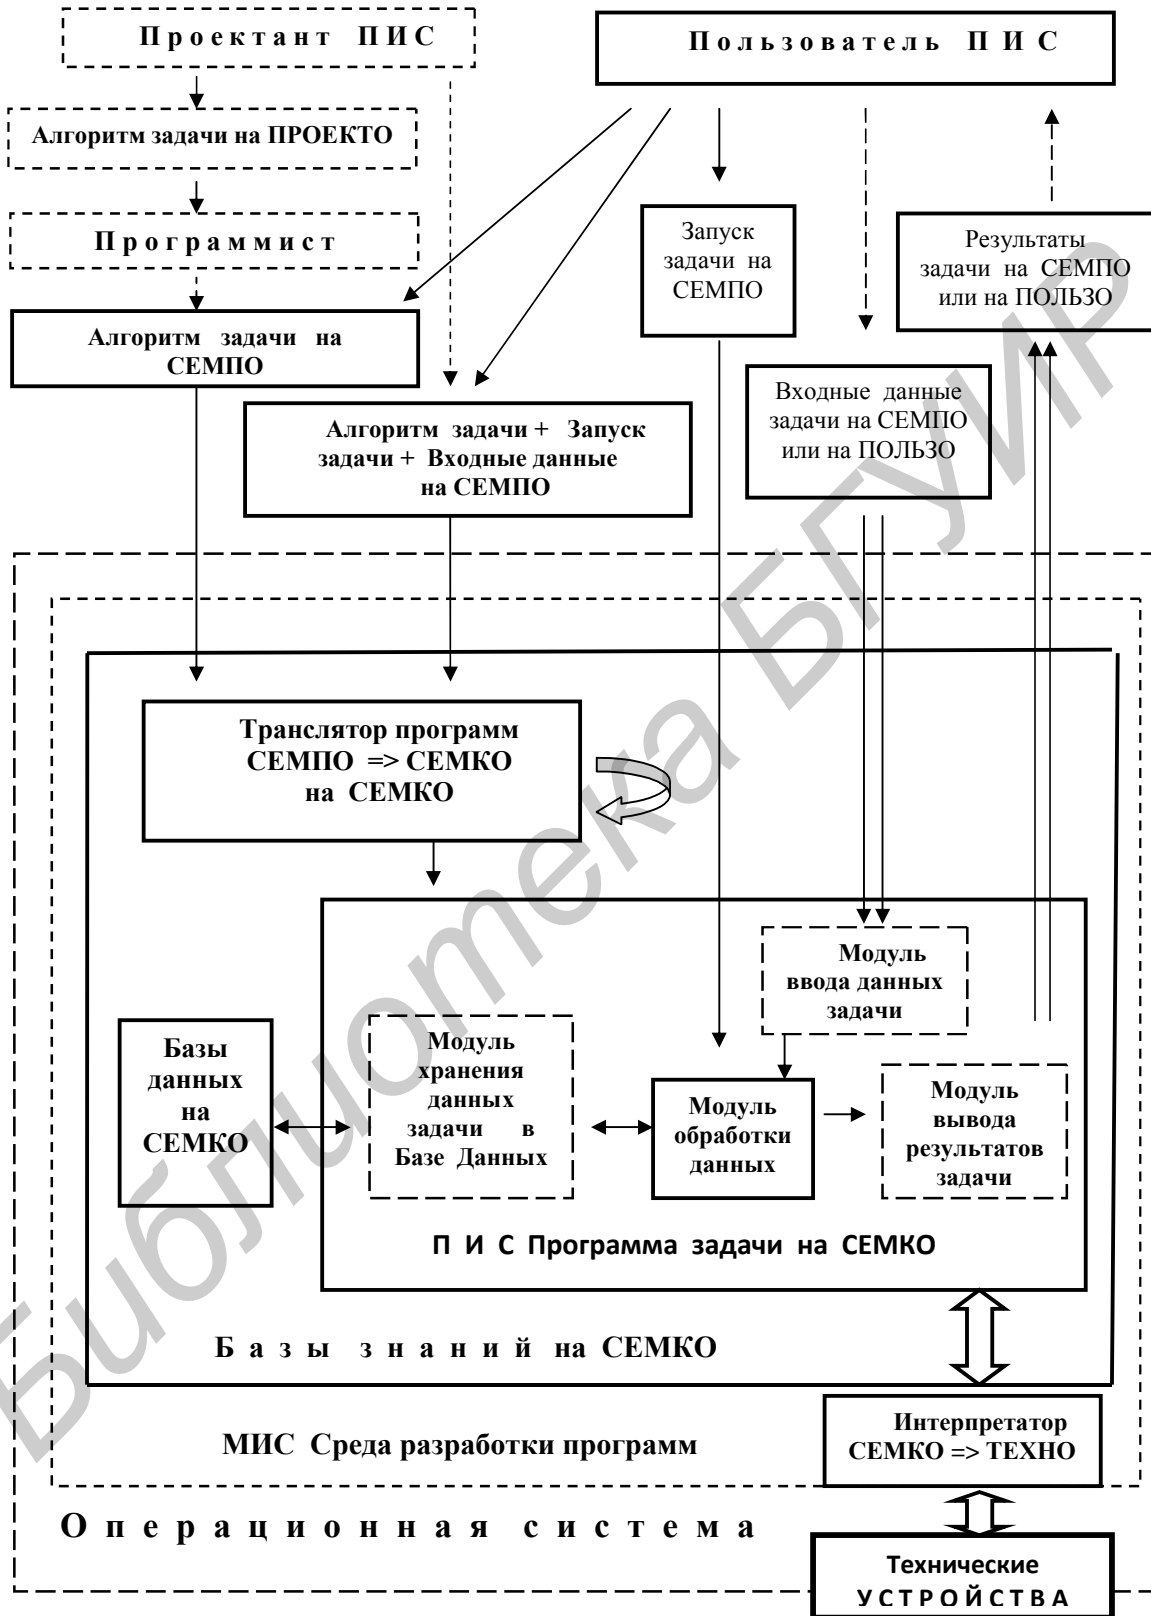 Проектант ПИС
Пользователь ПИС
Алгоритм задачи на ПРОЕКТО
Программист
Алгоритм задачи на
СЕМПО
Запуск
задачи на
СЕМПО
Результаты
задачи на СЕМПО
или на ПОЛЬЗО
Входные данные
задачи на СЕМПО
или на ПОЛЬЗО
Алгоритм задачи + Запуск
задачи + Входные данные
на СЕМПО
Транслятор программ
СЕМПО => СЕМКО
на СЕМКО
Модуль
ввода данных
задачи
Базы
данных
на
СЕМКО
Модуль
хранения
данных
задачи в
Базе Данных
Модуль
обработки
данных
Модуль
вывода
результатов
задачи
П И С Программа задачи на СЕМКО
Базы знаний на СЕМКО
МИС Среда разработки программ
Интерпретатор
СЕМКО => ТЕХНО
Операционная система
Технические
УСТРОЙСТВА
Библиотека БГУИР